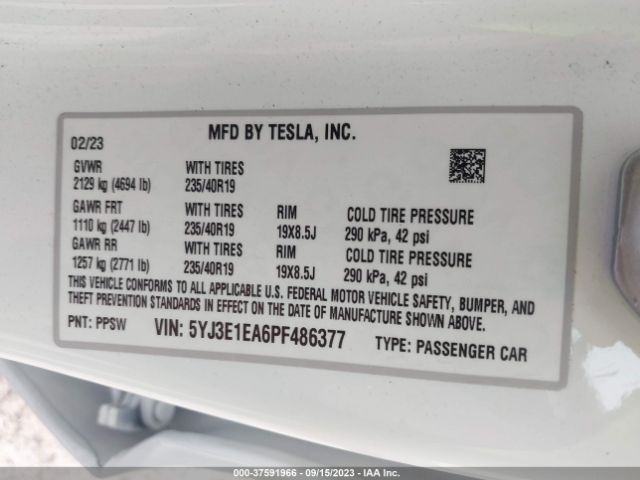 MFD BY TESLA, INC.
02/23
GVWR WITH TIRES
2129 kg (4694 lb) 235/40R19
GAWR FRT WITH TIRES RIM COLD TIRE PRESSURE
1110 kg (2447 lb) 235/40R19 19X8.5J 290 kPa, 42 psi
GAWR RR WITH TIRES RIM COLD TIRE PRESSURE
1257 kg (2771 lb) 235/40R19 19X8.5J 290 kPa, 42 psi
THIS VEHICLE CONFORMS TO ALL APPLICABLE U.S. FEDERAL MOTOR VEHICLE SAFETY, BUMPER, AND
THEFT PREVENTION STANDARDS IN EFFECT ON THE DATE OF MANUFACTURE SHOWN ABOVE.
PNT: PPSW VIN: 5YJ3E1EA6PF486377 TYPE: PASSENGER CAR
000-37591966 - 09/15/2023 - IAA Inc.